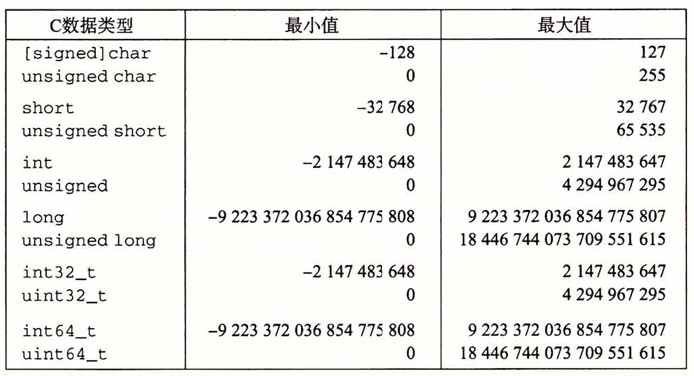 C数据类型 最小值 最大值
[signed]char −128 127
unsigned char 0 255
short −32 768 32 767
unsigned short 0 65 535
int −2 147 483 648 2 147 483 647
unsigned 0 4 294 967 295
long −9 223 372 036 854 775 808 9 223 372 036 854 775 807
unsigned long 0 18 446 744 073 709 551 615
int32_t −2 147 483 648 2 147 483 647
uint32_t 0 4 294 967 295
int64_t −9 223 372 036 854 775 808 9 223 372 036 854 775 807
uint64_t 0 18 446 744 073 709 551 615